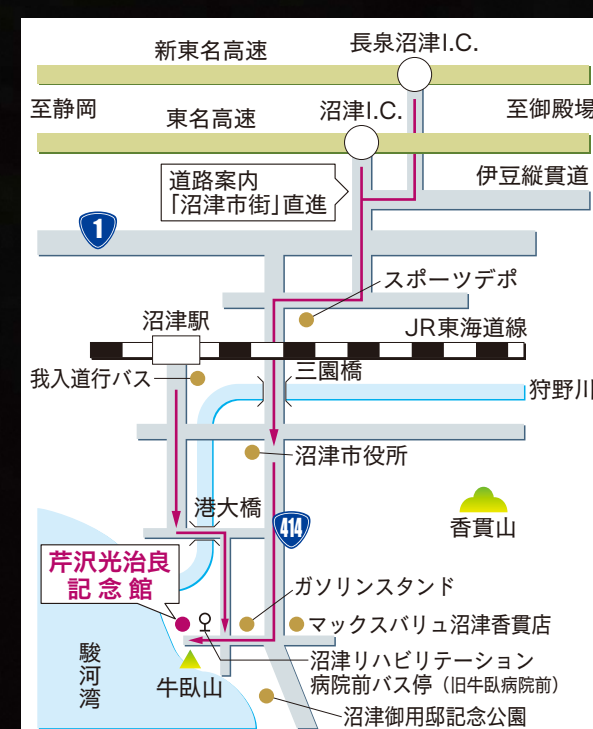 新東名高速
長泉沼津I.C.
至静岡
東名高速
沼津I.C.
至御殿場
道路案内
「沼津市街」直進
伊豆縦貫道
1
スポーツデポ
沼津駅
JR東海道線
我入道行バス
三園橋
狩野川
沼津市役所
港大橋
414
香貫山
芹沢光治良
記念館
ガソリンスタンド
マックスバリュ沼津香貫店
駿河湾
牛臥山
沼津リハビリテーション
病院前バス停（旧牛臥病院前）
沼津御用邸記念公園